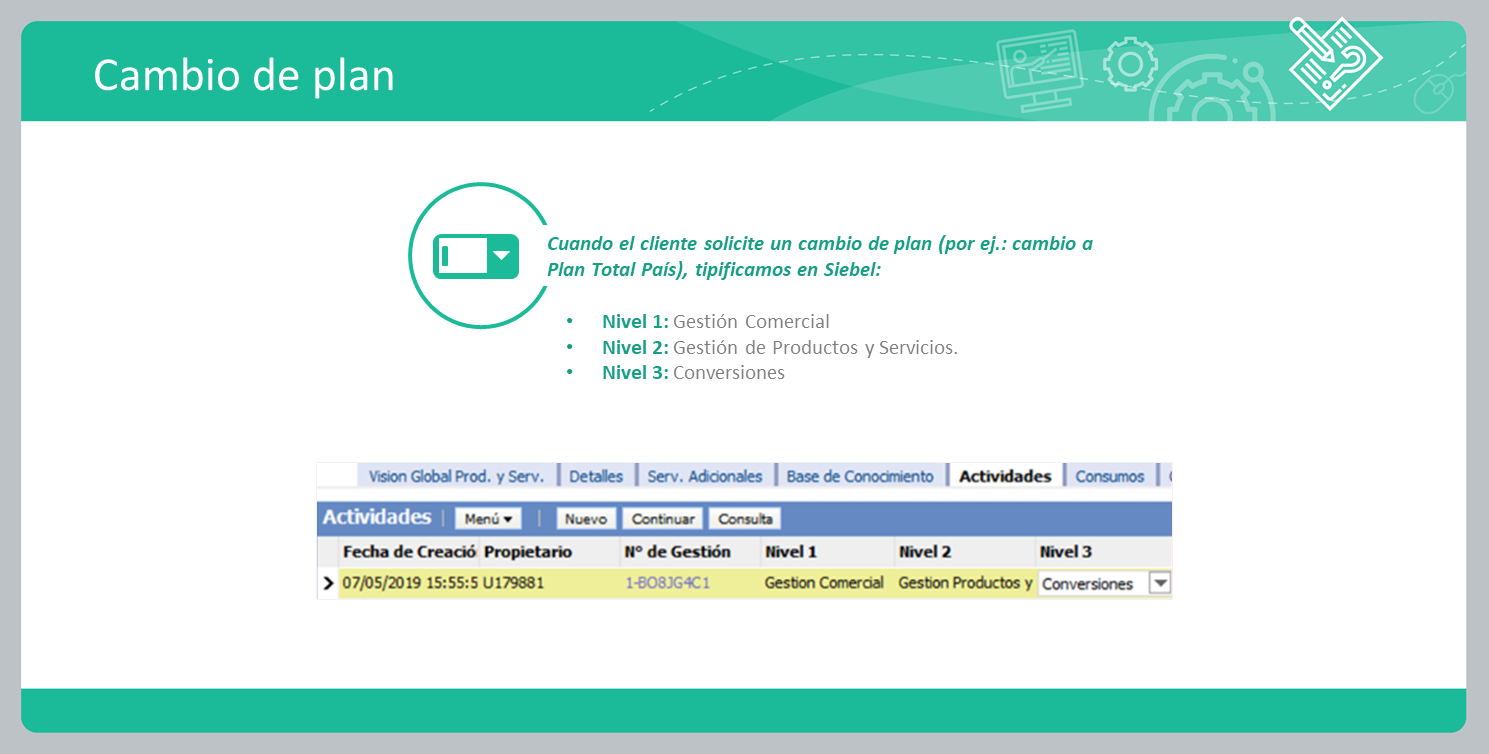 Cambio de plan
Cuando el cliente solicite un cambio de plan (por ej.: cambio a
Plan Total País), tipificamos en Siebel:
• Nivel 1: Gestión Comercial
• Nivel 2: Gestión de Productos y Servicios.
• Nivel 3: Conversiones
Vision Global Prod. y Serv. Detalles Serv. Adicionales Base de Conocimiento Actividades Consumos
Actividades | Menú | Nuevo Continuar Consulta
Fecha de Creació Propietario Nº de Gestión Nivel 1 Nivel 2 Nivel 3
07/05/2019 15:55:5 U179881 1-BO8JG4C1 Gestion Comercial Gestion Productos y Conversiones